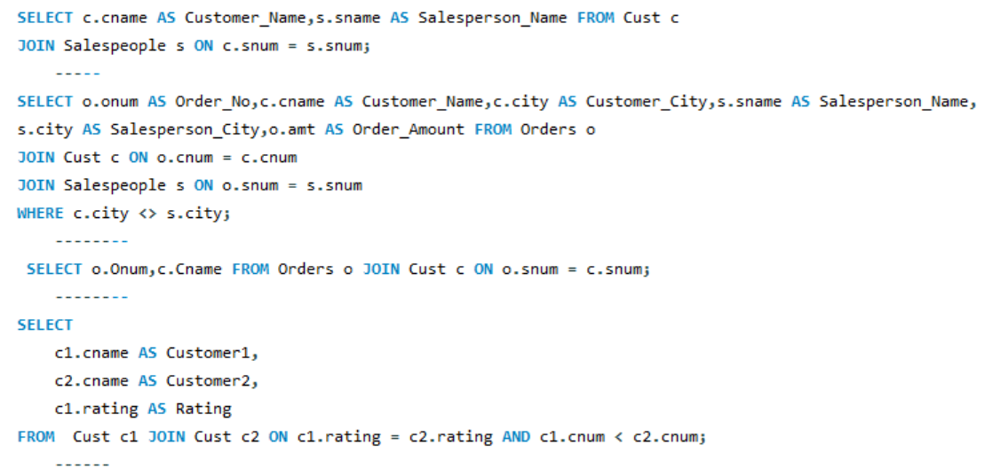 SELECT c.cname AS Customer_Name,s.sname AS Salesperson_Name FROM Cust c
JOIN Salespeople s ON c.snum = s.snum;
-----
SELECT o.onum AS Order_No,c.cname AS Customer_Name,c.city AS Customer_City,s.sname AS Salesperson_Name,
s.city AS Salesperson_City,o.amt AS Order_Amount FROM Orders o
JOIN Cust c ON o.cnum = c.cnum
JOIN Salespeople s ON o.snum = s.snum
WHERE c.city <> s.city;
--------
SELECT o.Onum,c.Cname FROM Orders o JOIN Cust c ON o.snum = c.snum;
--------
SELECT
c1.cname AS Customer1,
c2.cname AS Customer2,
c1.rating AS Rating
FROM  Cust c1 JOIN Cust c2 ON c1.rating = c2.rating AND c1.cnum < c2.cnum;
------